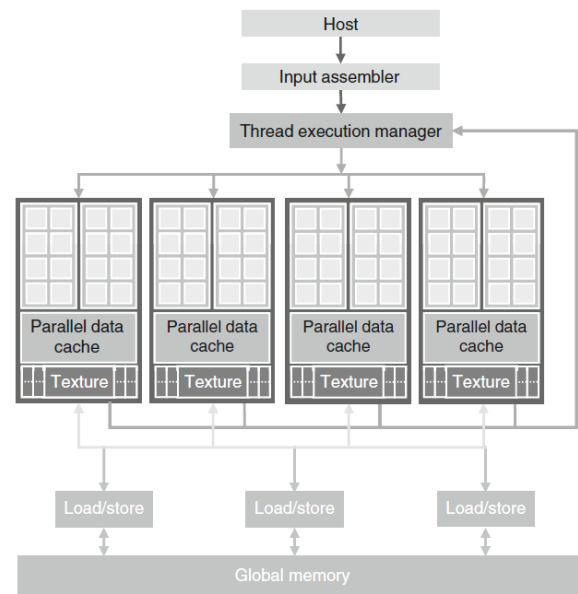 Host
Input assembler
Thread execution manager
Parallel data
cache
Parallel data
cache
Parallel data
cache
Parallel data
cache
Texture
Texture
Texture
Texture
Load/store
Load/store
Load/store
Global memory